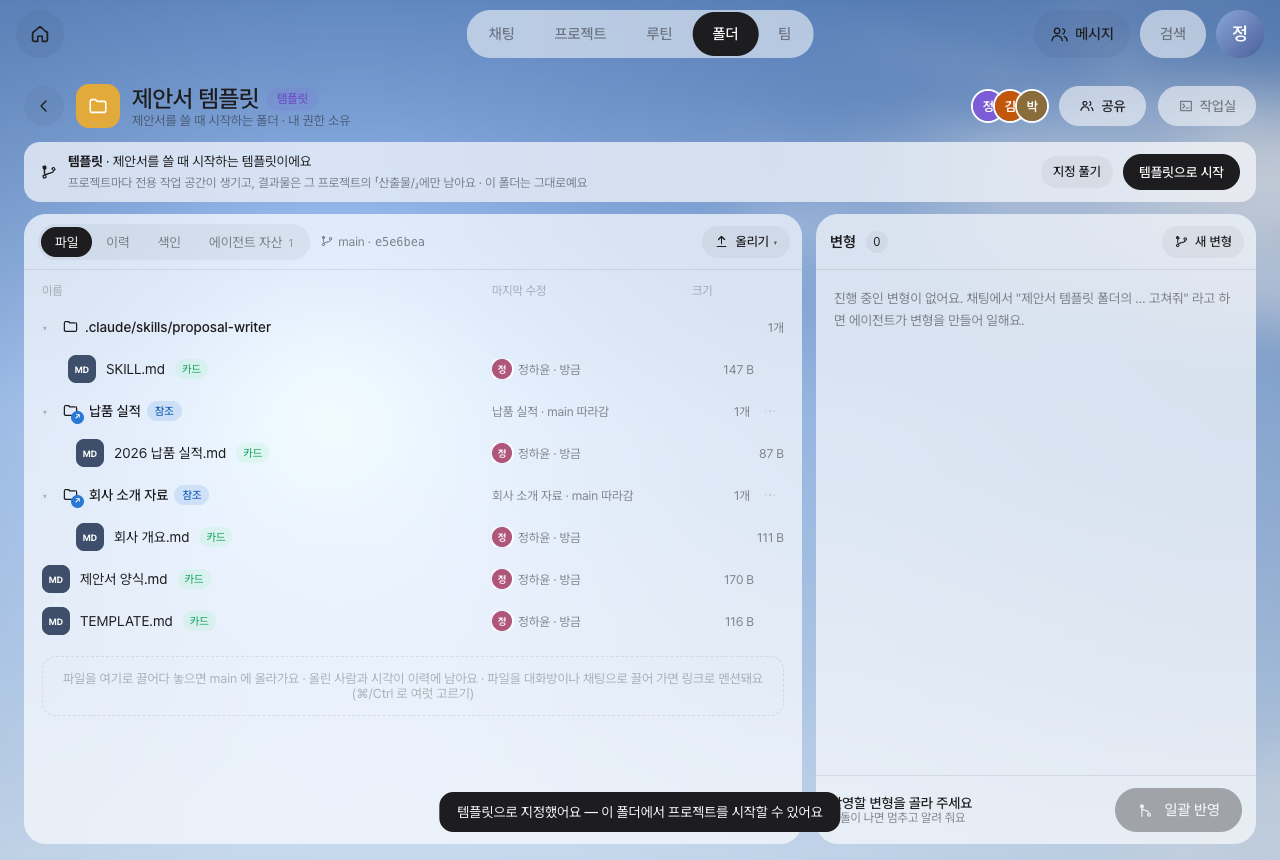 채팅 프로젝트 루틴 폴더 팀
메시지 검색 정
제안서 템플릿 템플릿
제안서를 쓸 때 시작하는 폴더 · 내 권한 소유
정 김 박 공유 작업실
템플릿 · 제안서를 쓸 때 시작하는 템플릿이에요
프로젝트마다 전용 작업 공간이 생기고, 결과물은 그 프로젝트의 「산출물/」에만 남아요 · 이 폴더는 그대로예요
지정 풀기 템플릿으로 시작
파일 이력 색인 에이전트 자산 1 main · e5e6bea 올리기
이름 마지막 수정 크기
.claude/skills/proposal-writer 1개
MD SKILL.md 카드 정 정하윤 · 방금 147 B
납품 실적 참조 납품 실적 · main 따라감 1개 ···
MD 2026 납품 실적.md 카드 정 정하윤 · 방금 87 B
회사 소개 자료 참조 회사 소개 자료 · main 따라감 1개 ···
MD 회사 개요.md 카드 정 정하윤 · 방금 111 B
MD 제안서 양식.md 카드 정 정하윤 · 방금 170 B
MD TEMPLATE.md 카드 정 정하윤 · 방금 116 B
파일을 여기로 끌어다 놓으면 main 에 올라가요 · 올린 사람과 시각이 이력에 남아요 · 파일을 대화방이나 채팅으로 끌어 가면 링크로 멘션돼요
(⌘/Ctrl 로 여럿 고르기)
변형 0 새 변형
진행 중인 변형이 없어요. 채팅에서 "제안서 템플릿 폴더의 … 고쳐줘" 라고 하
면 에이전트가 변형을 만들어 일해요.
변형을 골라 주세요
나면 멈추고 알려 줘요
일괄 반영
템플릿으로 지정했어요 — 이 폴더에서 프로젝트를 시작할 수 있어요